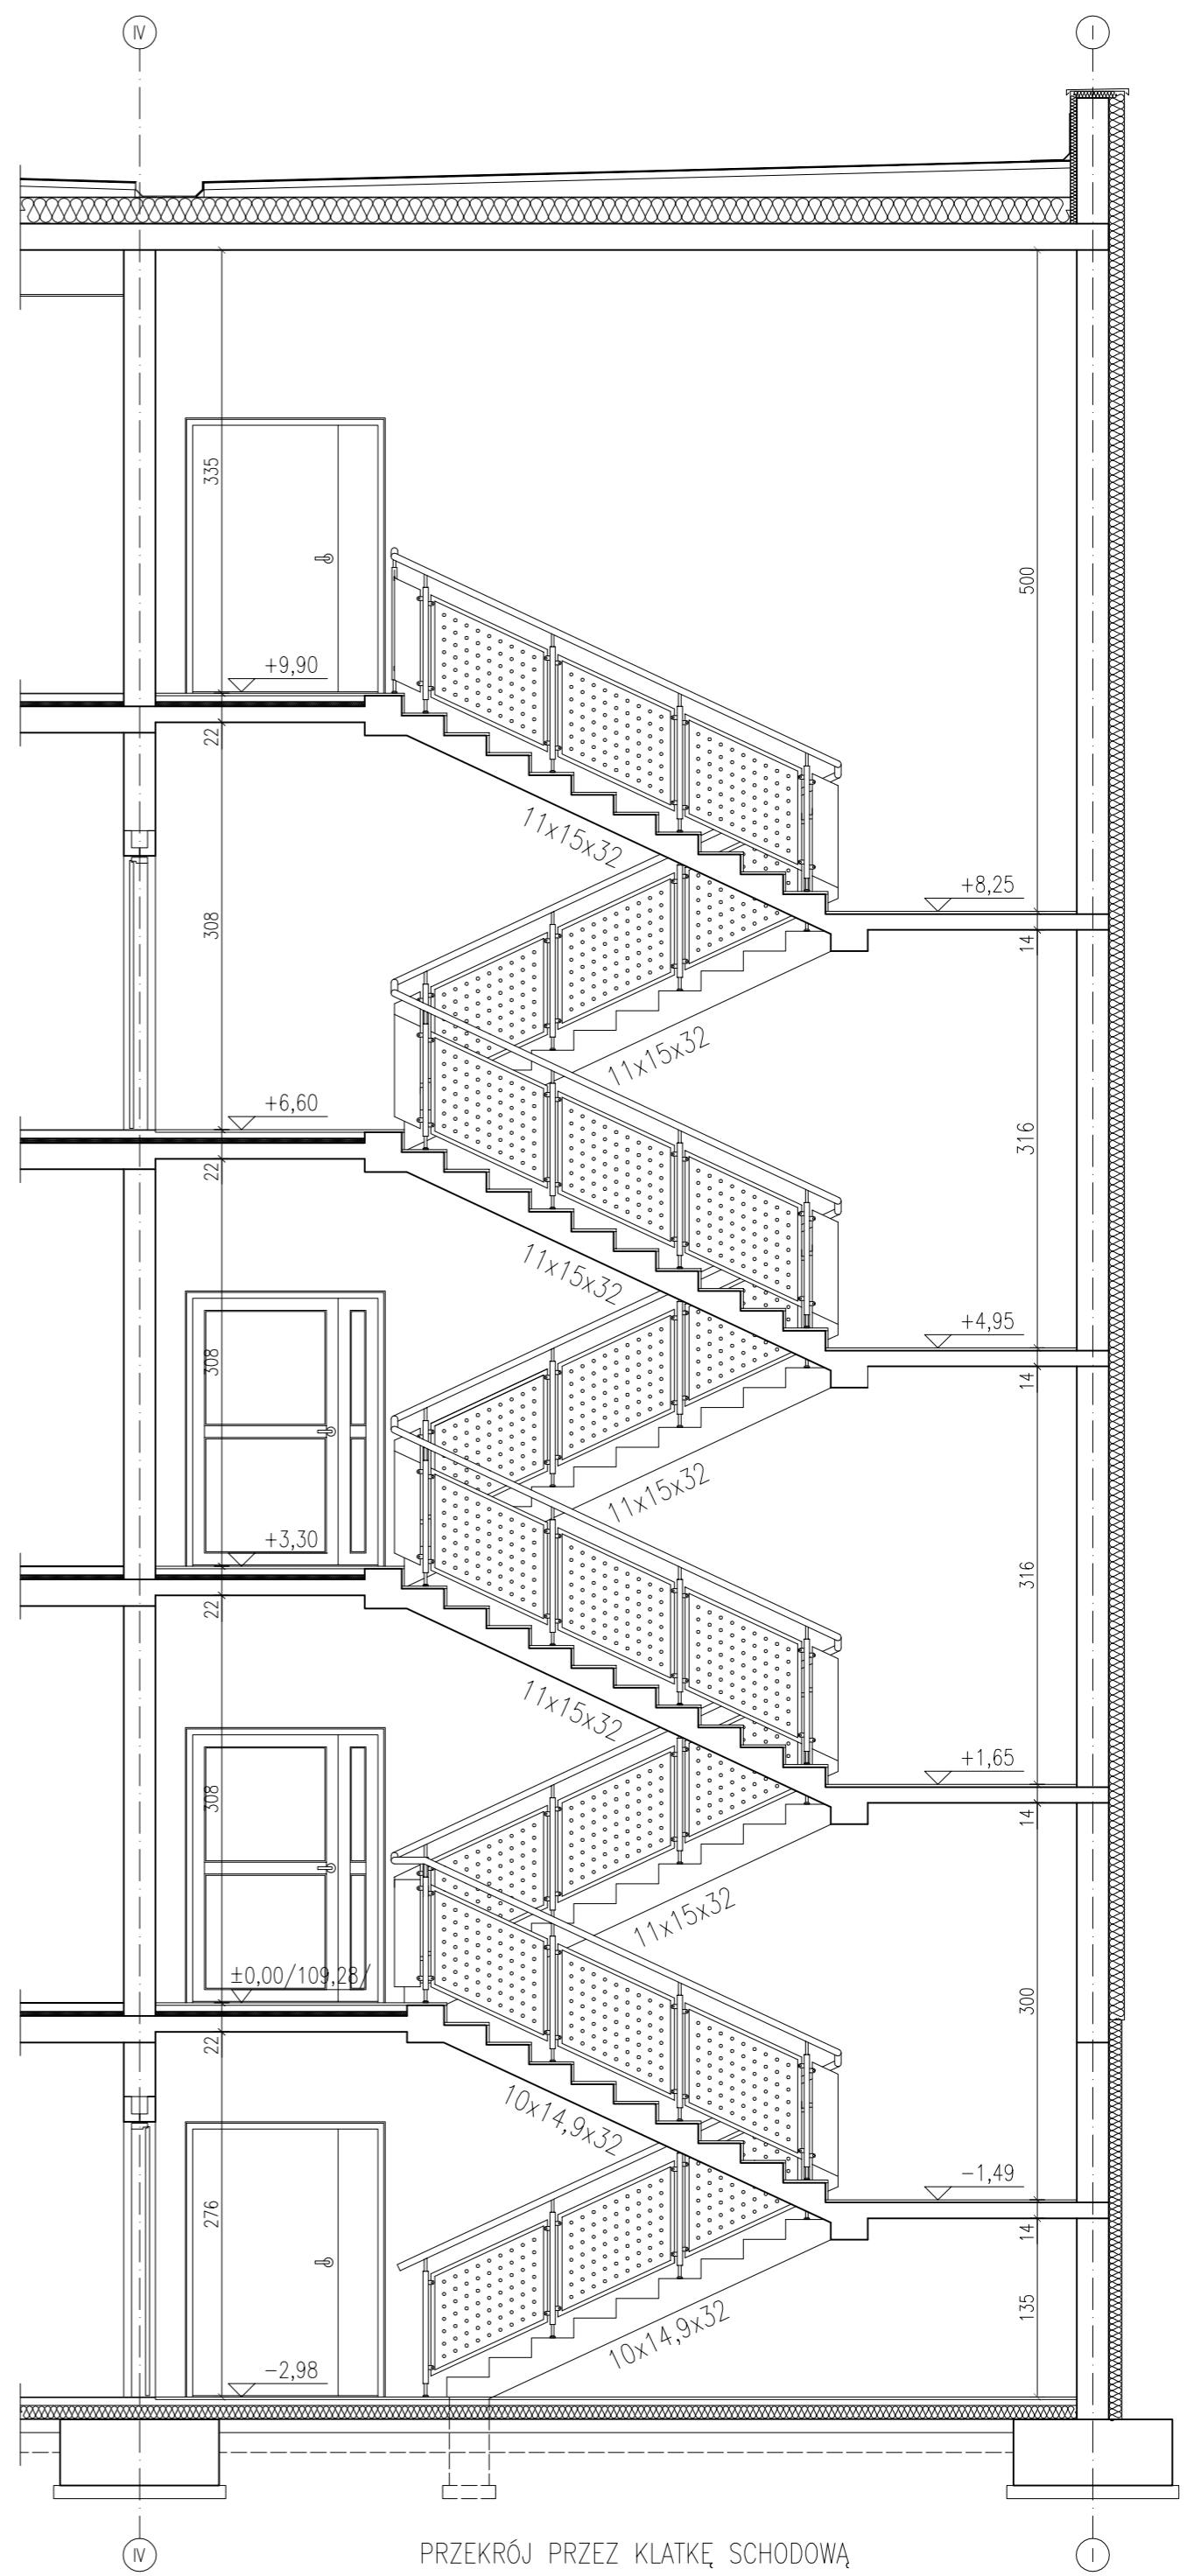 IV
I
335
500
+9,90
22
11x15x32
+8,25
308
14
11x15x32
+6,60
316
22
11x15x32
+4,95
308
14
11x15x32
+3,30
316
22
11x15x32
+1,65
308
14
11x15x32
±0,00/109,28/
300
22
10x14,9x32
-1,49
276
14
135
10x14,9x32
-2,98
IV
PRZEKRÓJ PRZEZ KLATKĘ SCHODOWĄ
I